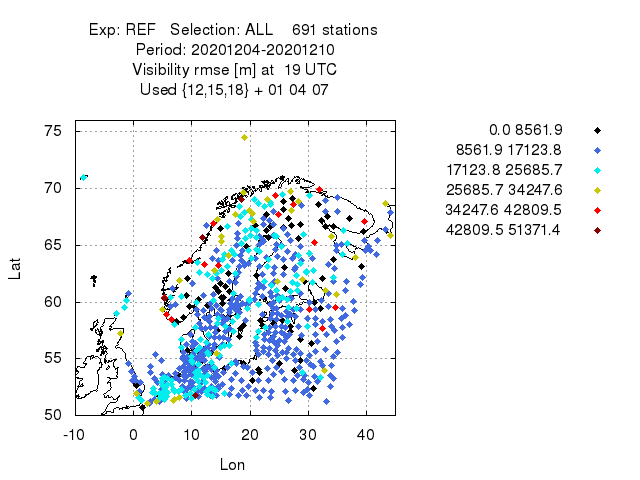 Exp: REF Selection: ALL 691 stations
Period: 20201204-20201210
Visibility rmse [m] at 19 UTC
Used {12,15,18} + 01 04 07
0.0 8561.9
8561.9 17123.8
17123.8 25685.7
25685.7 34247.6
34247.6 42809.5
42809.5 51371.4
75
70
65
60
55
50
Lat
-10 0 10 20 30 40
Lon